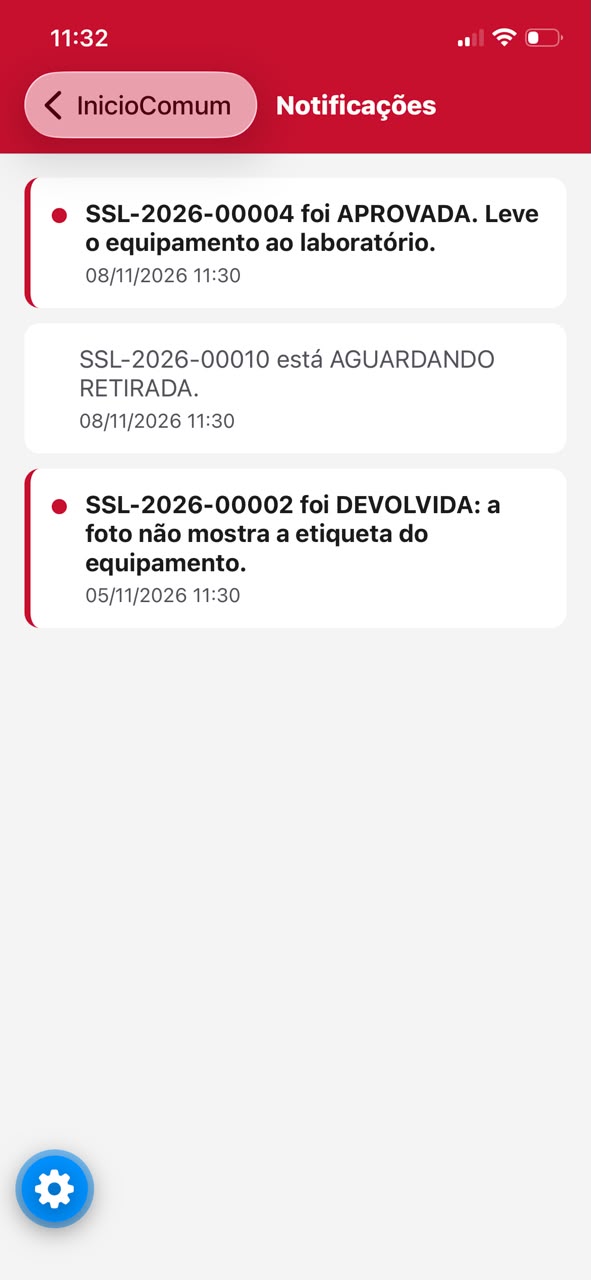 11:32
InicioComum
Notificações
SSL-2026-00004 foi APROVADA. Leve
o equipamento ao laboratório.
08/11/2026 11:30
SSL-2026-00010 está AGUARDANDO
RETIRADA.
08/11/2026 11:30
SSL-2026-00002 foi DEVOLVIDA: a
foto não mostra a etiqueta do
equipamento.
05/11/2026 11:30